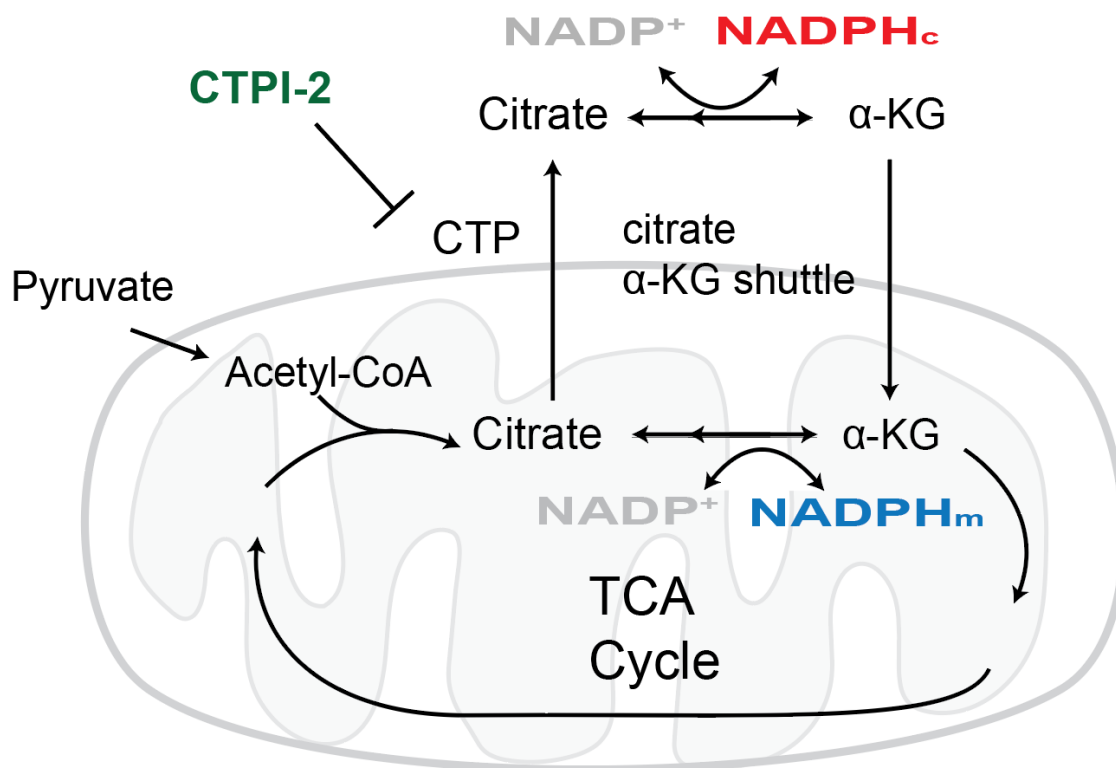 NADP⁺ NADPHc
CTPI-2
Citrate α-KG
CTP citrate
α-KG shuttle
Pyruvate
Acetyl-CoA
Citrate α-KG
NADP⁺ NADPHm
TCA
Cycle